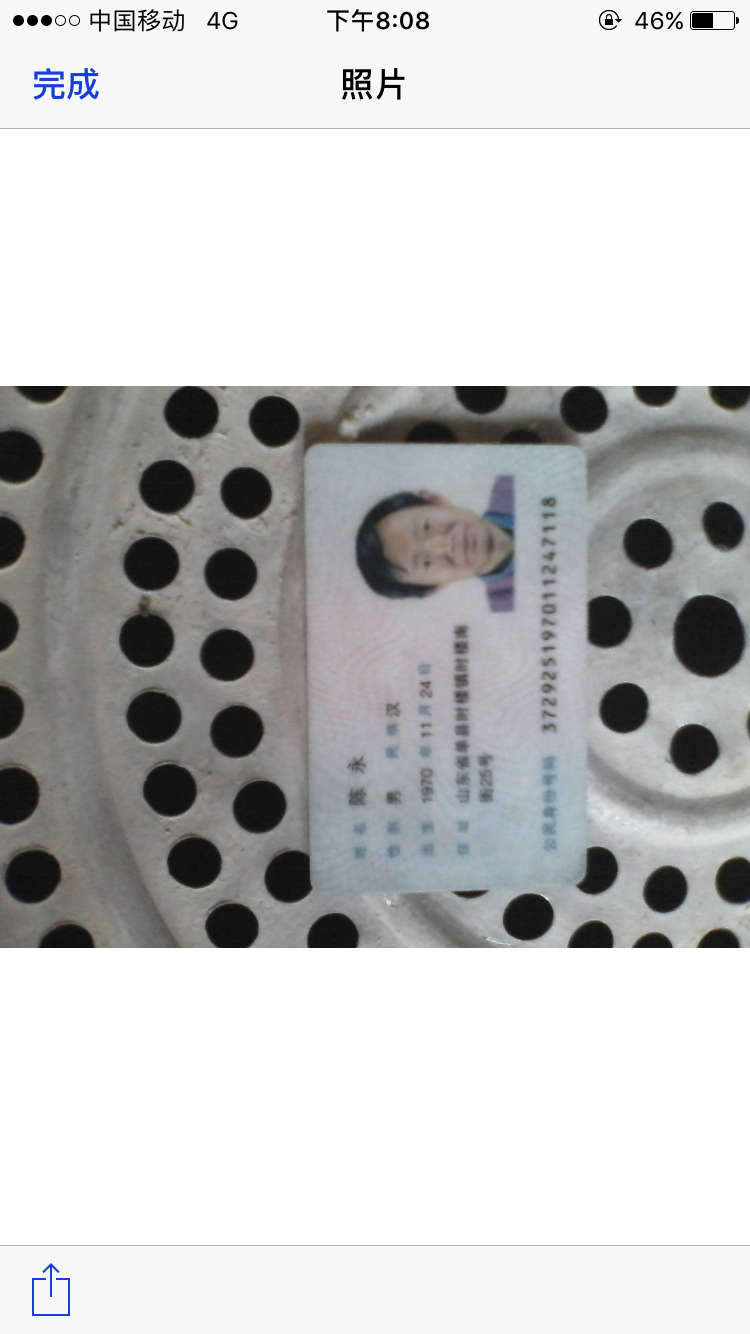 中国移动 4G 下午8:08 46%
完成 照片
姓名 陈永
性别 男 民族 汉
出生 1970 年 11 月 24 日
住址 山东省单县时楼镇时楼南
街25号
公民身份号码 372925197011247118